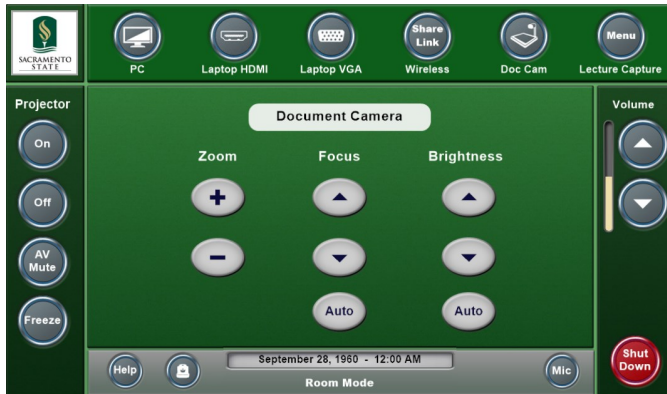 SACRAMENTO
STATE
PC
Laptop HDMI
Laptop VGA
Share
Link
Wireless
Doc Cam
Menu
Lecture Capture
Projector
On
Off
AV
Mute
Freeze
Document Camera
Zoom
Focus
Brightness
+
−
Auto
Auto
Volume
Shut
Down
Help
September 28, 1960 - 12:00 AM
Room Mode
Mic